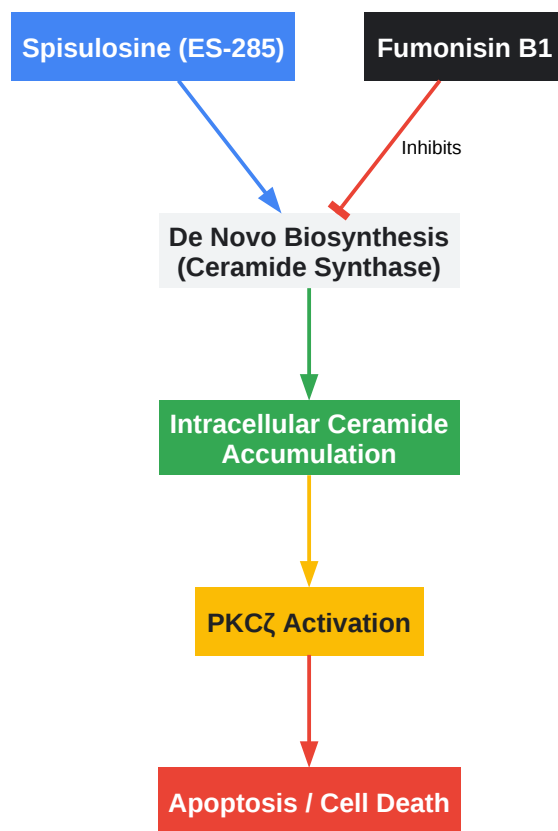 Spisulosine (ES-285)
Fumonisin B1
Inhibits
De Novo Biosynthesis
(Ceramide Synthase)
Intracellular Ceramide
Accumulation
PKCζ Activation
Apoptosis / Cell Death